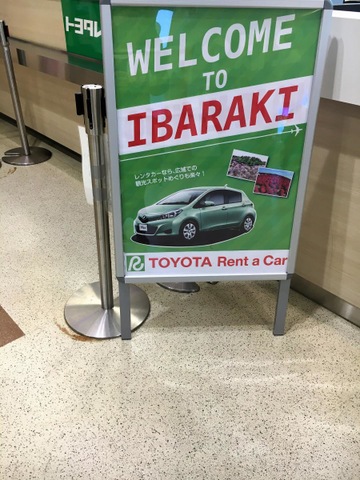 トヨタレ
WELCOME
TO
IBARAKI
レンタカーなら、広域での
観光スポットめぐりも楽々！
TOYOTA Rent a Car